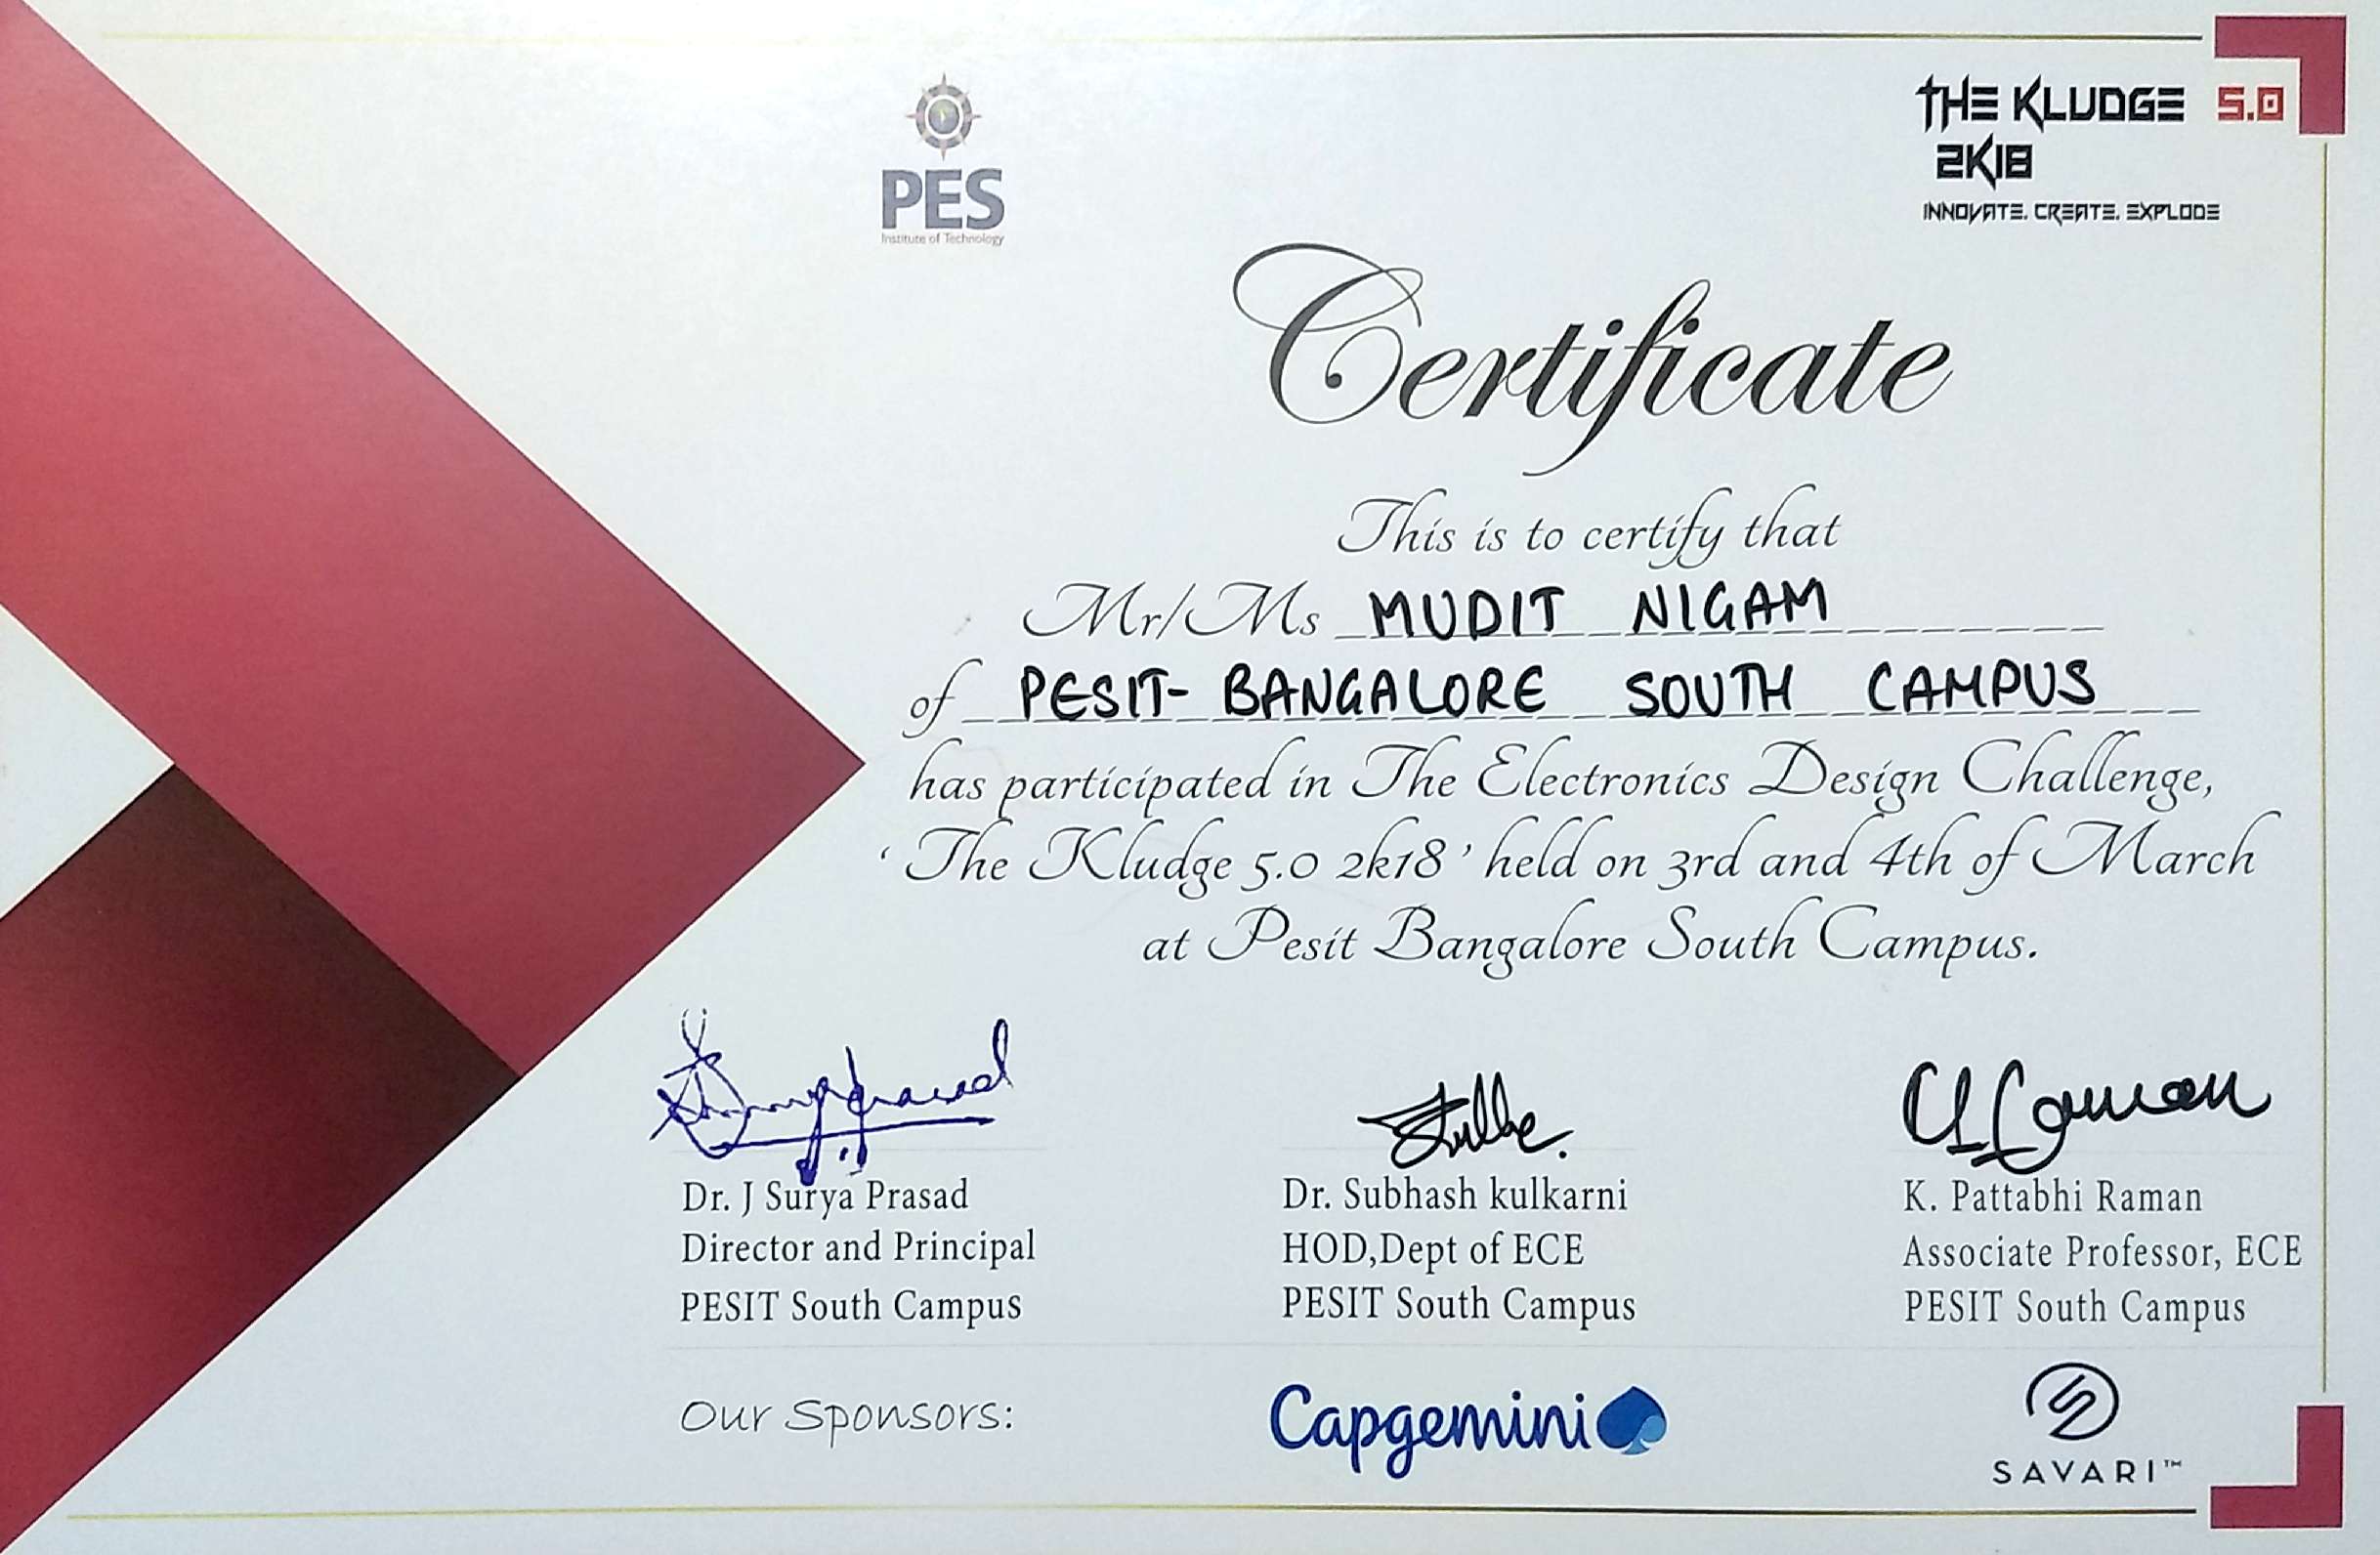 PES
Institute of Technology
THE KLUDGE 5.0
2K18
INNOVATE. CREATE. EXPLODE
Certificate
This is to certify that
Mr/Ms MUDIT NIGAM
of PESIT- BANGALORE SOUTH CAMPUS
has participated in The Electronics Design Challenge,
‘ The Kludge 5.0 2k18 ’ held on 3rd and 4th of March
at Pesit Bangalore South Campus.
Dr. J Surya Prasad
Director and Principal
PESIT South Campus
Dr. Subhash kulkarni
HOD,Dept of ECE
PESIT South Campus
K. Pattabhi Raman
Associate Professor, ECE
PESIT South Campus
Our Sponsors:
Capgemini
SAVARI™